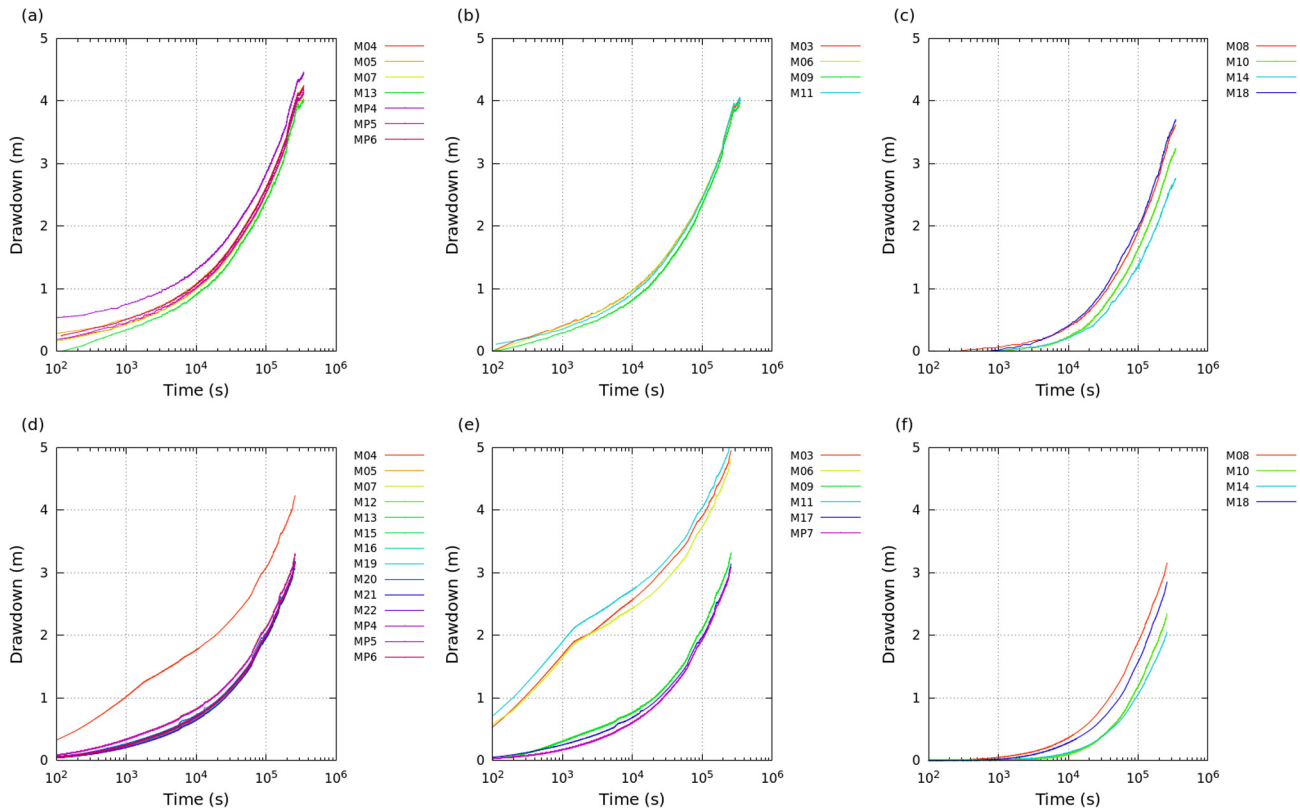 (a)
5
4
3
2
1
0
Drawdown (m)
10² 10³ 10⁴ 10⁵ 10⁶
Time (s)
M04
M05
M07
M13
MP4
MP5
MP6
(b)
5
4
3
2
1
0
Drawdown (m)
10² 10³ 10⁴ 10⁵ 10⁶
Time (s)
M03
M06
M09
M11
(c)
5
4
3
2
1
0
Drawdown (m)
10² 10³ 10⁴ 10⁵ 10⁶
Time (s)
M08
M10
M14
M18
(d)
5
4
3
2
1
0
Drawdown (m)
10² 10³ 10⁴ 10⁵ 10⁶
Time (s)
M04
M05
M07
M12
M13
M15
M16
M19
M20
M21
M22
MP4
MP5
MP6
(e)
5
4
3
2
1
0
Drawdown (m)
10² 10³ 10⁴ 10⁵ 10⁶
Time (s)
M03
M06
M09
M11
M17
MP7
(f)
5
4
3
2
1
0
Drawdown (m)
10² 10³ 10⁴ 10⁵ 10⁶
Time (s)
M08
M10
M14
M18